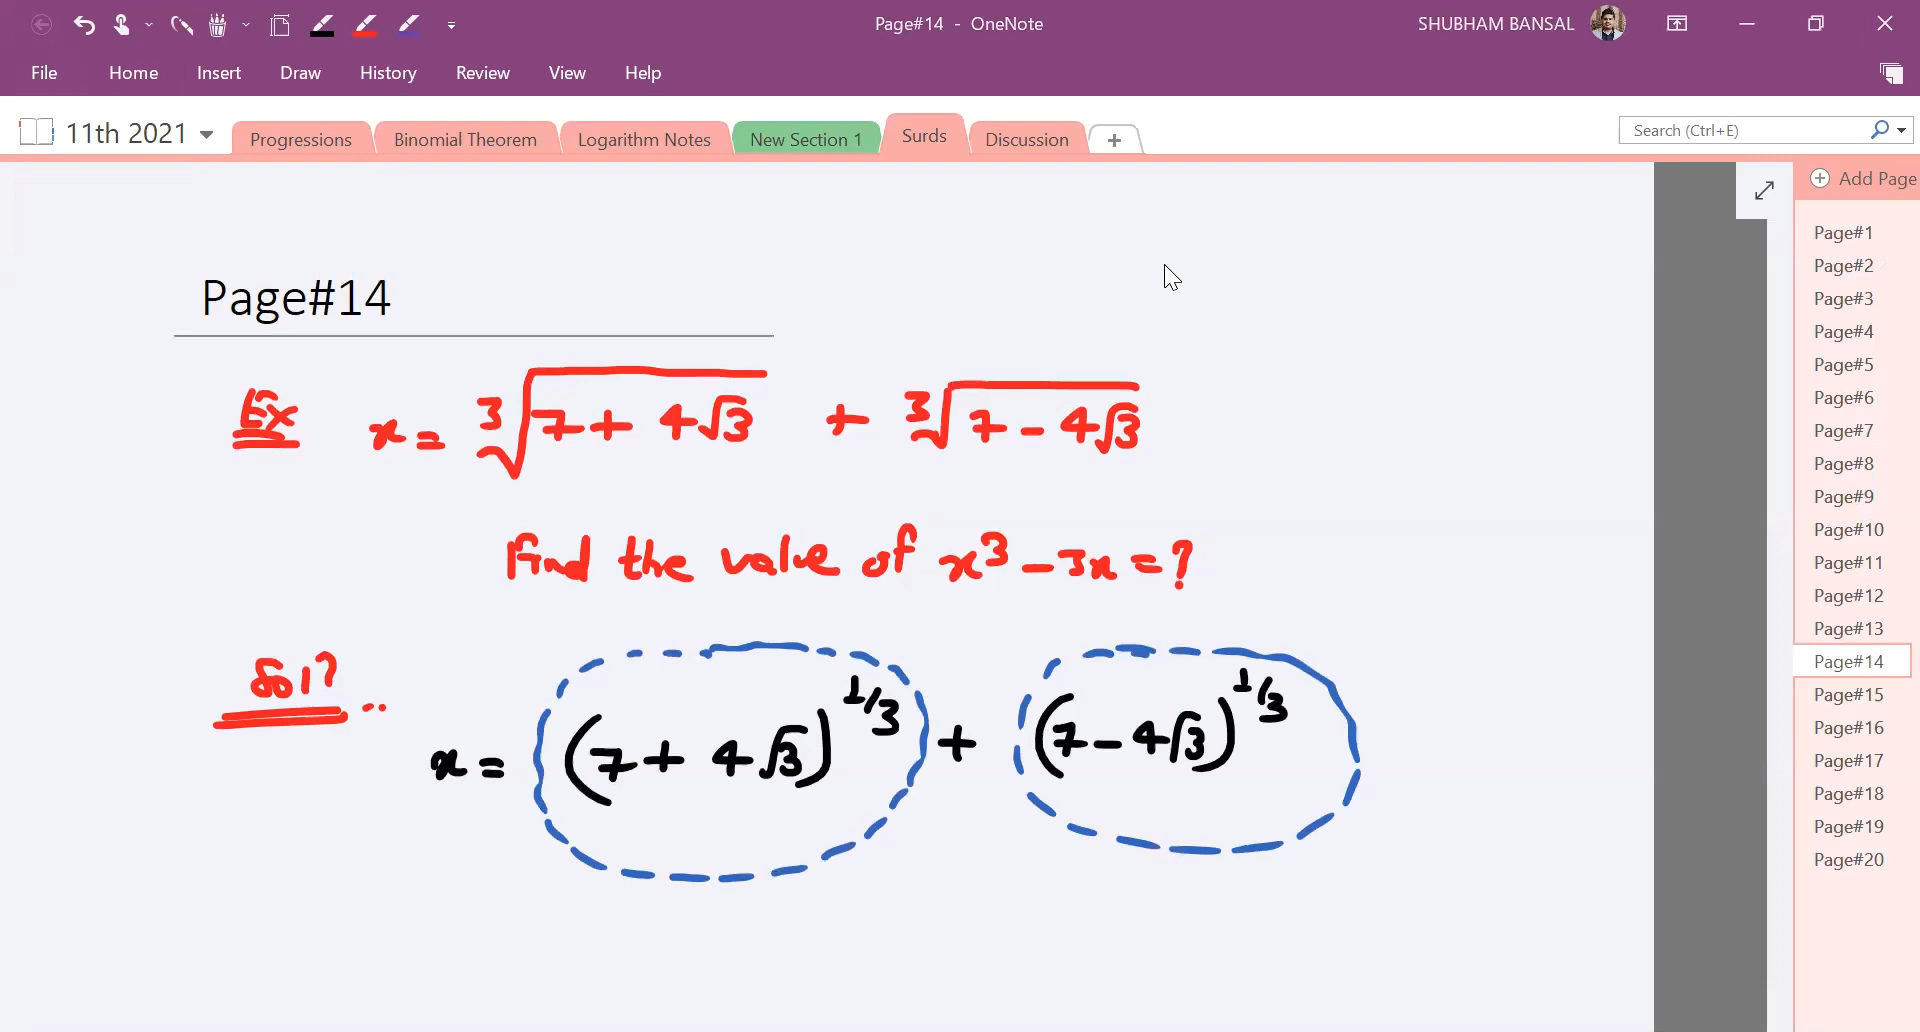 Page#14 - OneNote
SHUBHAM BANSAL
File Home Insert Draw History Review View Help
11th 2021
Progressions Binomial Theorem Logarithm Notes New Section 1 Surds Discussion +
Search (Ctrl+E)
Add Page
Page#14
Ex x = ∛(7 + 4√3) + ∛(7 - 4√3)
Find the value of x³ - 3x = ?
x = (7 + 4√3)^1/3 + (7 - 4√3)^1/3
Page#1
Page#2
Page#3
Page#4
Page#5
Page#6
Page#7
Page#8
Page#9
Page#10
Page#11
Page#12
Page#13
Page#14
Page#15
Page#16
Page#17
Page#18
Page#19
Page#20